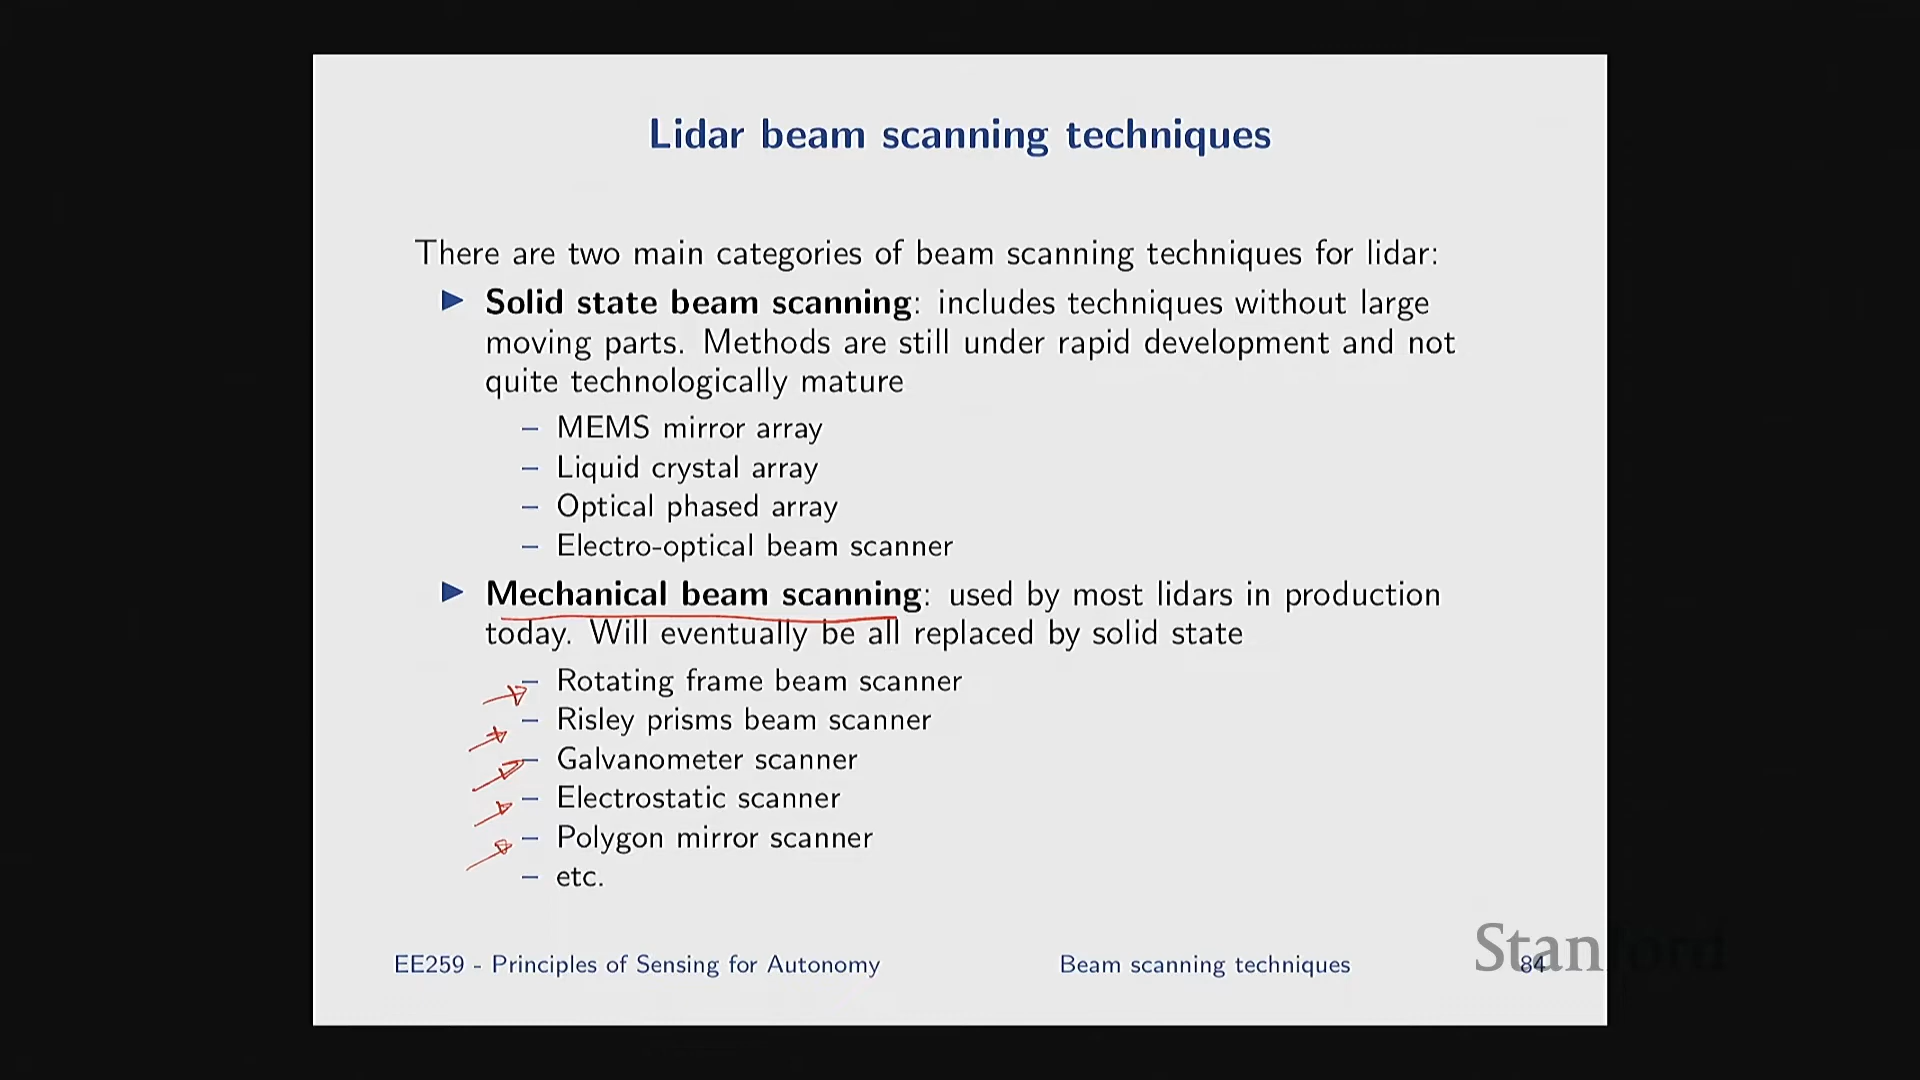 Lidar beam scanning techniques
There are two main categories of beam scanning techniques for lidar:
Solid state beam scanning: includes techniques without large
moving parts. Methods are still under rapid development and not
quite technologically mature
– MEMS mirror array
– Liquid crystal array
– Optical phased array
– Electro-optical beam scanner
Mechanical beam scanning: used by most lidars in production
today. Will eventually be all replaced by solid state
– Rotating frame beam scanner
– Risley prisms beam scanner
– Galvanometer scanner
– Electrostatic scanner
– Polygon mirror scanner
– etc.
EE259 - Principles of Sensing for Autonomy
Beam scanning techniques
84
Stanford